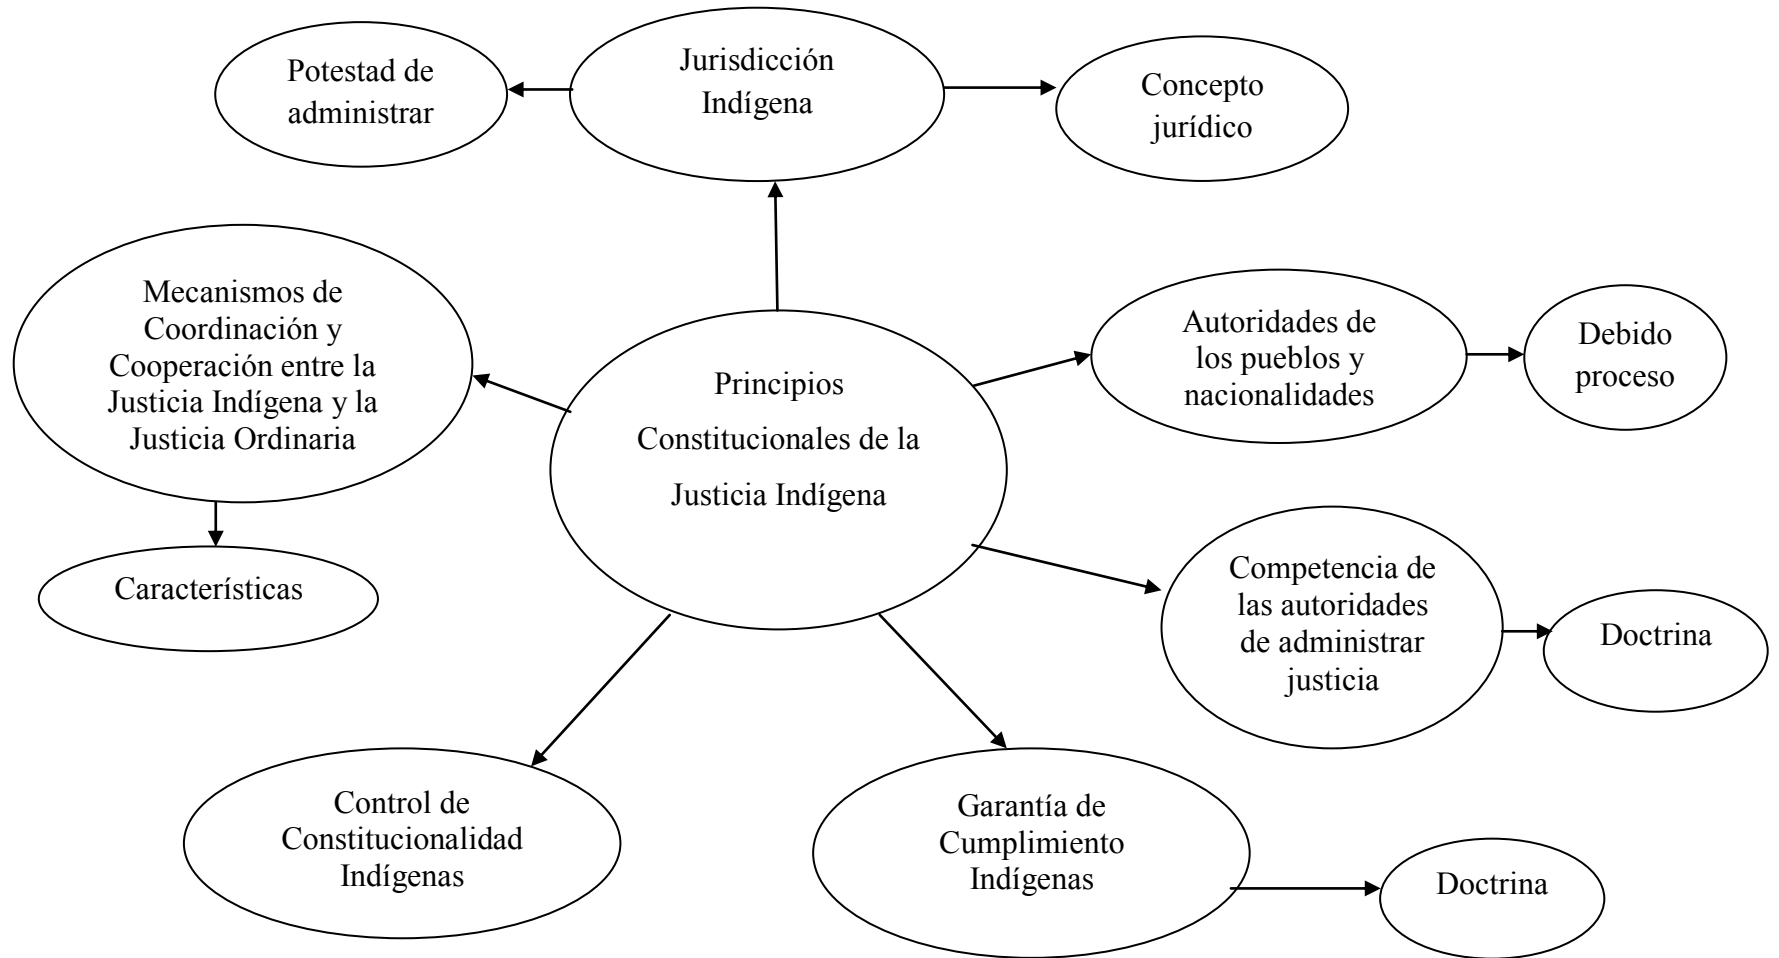 Potestad de
administrar
Jurisdicción
Indígena
Concepto
jurídico
Mecanismos de
Coordinación y
Cooperación entre la
Justicia Indígena y la
Justicia Ordinaria
Principios
Constitucionales de la
Justicia Indígena
Autoridades de
los pueblos y
nacionalidades
Debido
proceso
Características
Competencia de
las autoridades
de administrar
justicia
Doctrina
Control de
Constitucionalidad
Indígenas
Garantía de
Cumplimiento
Indígenas
Doctrina